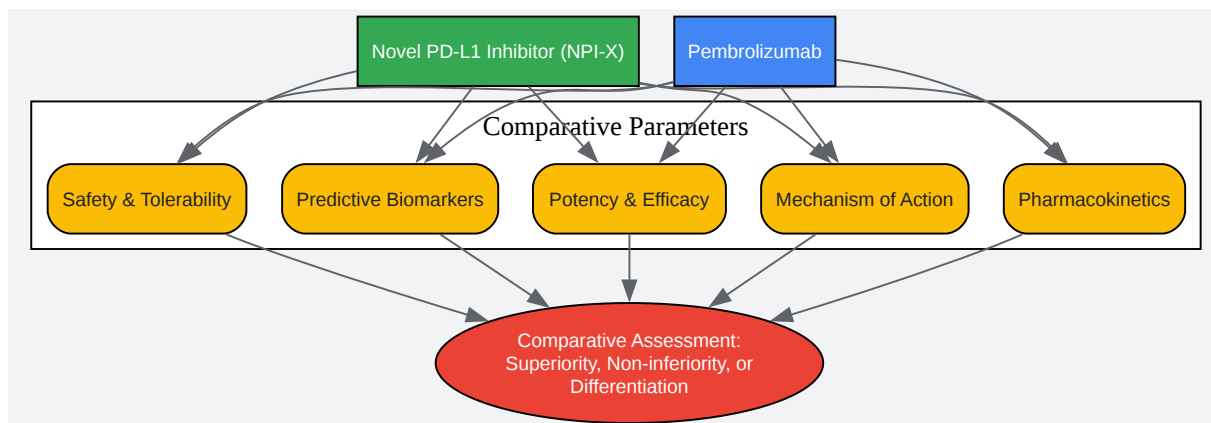 Novel PD-L1 Inhibitor (NPI-X)
Pembrolizumab
Comparative Parameters
Safety & Tolerability
Predictive Biomarkers
Potency & Efficacy
Mechanism of Action
Pharmacokinetics
Comparative Assessment:
Superiority, Non-inferiority, or
Differentiation